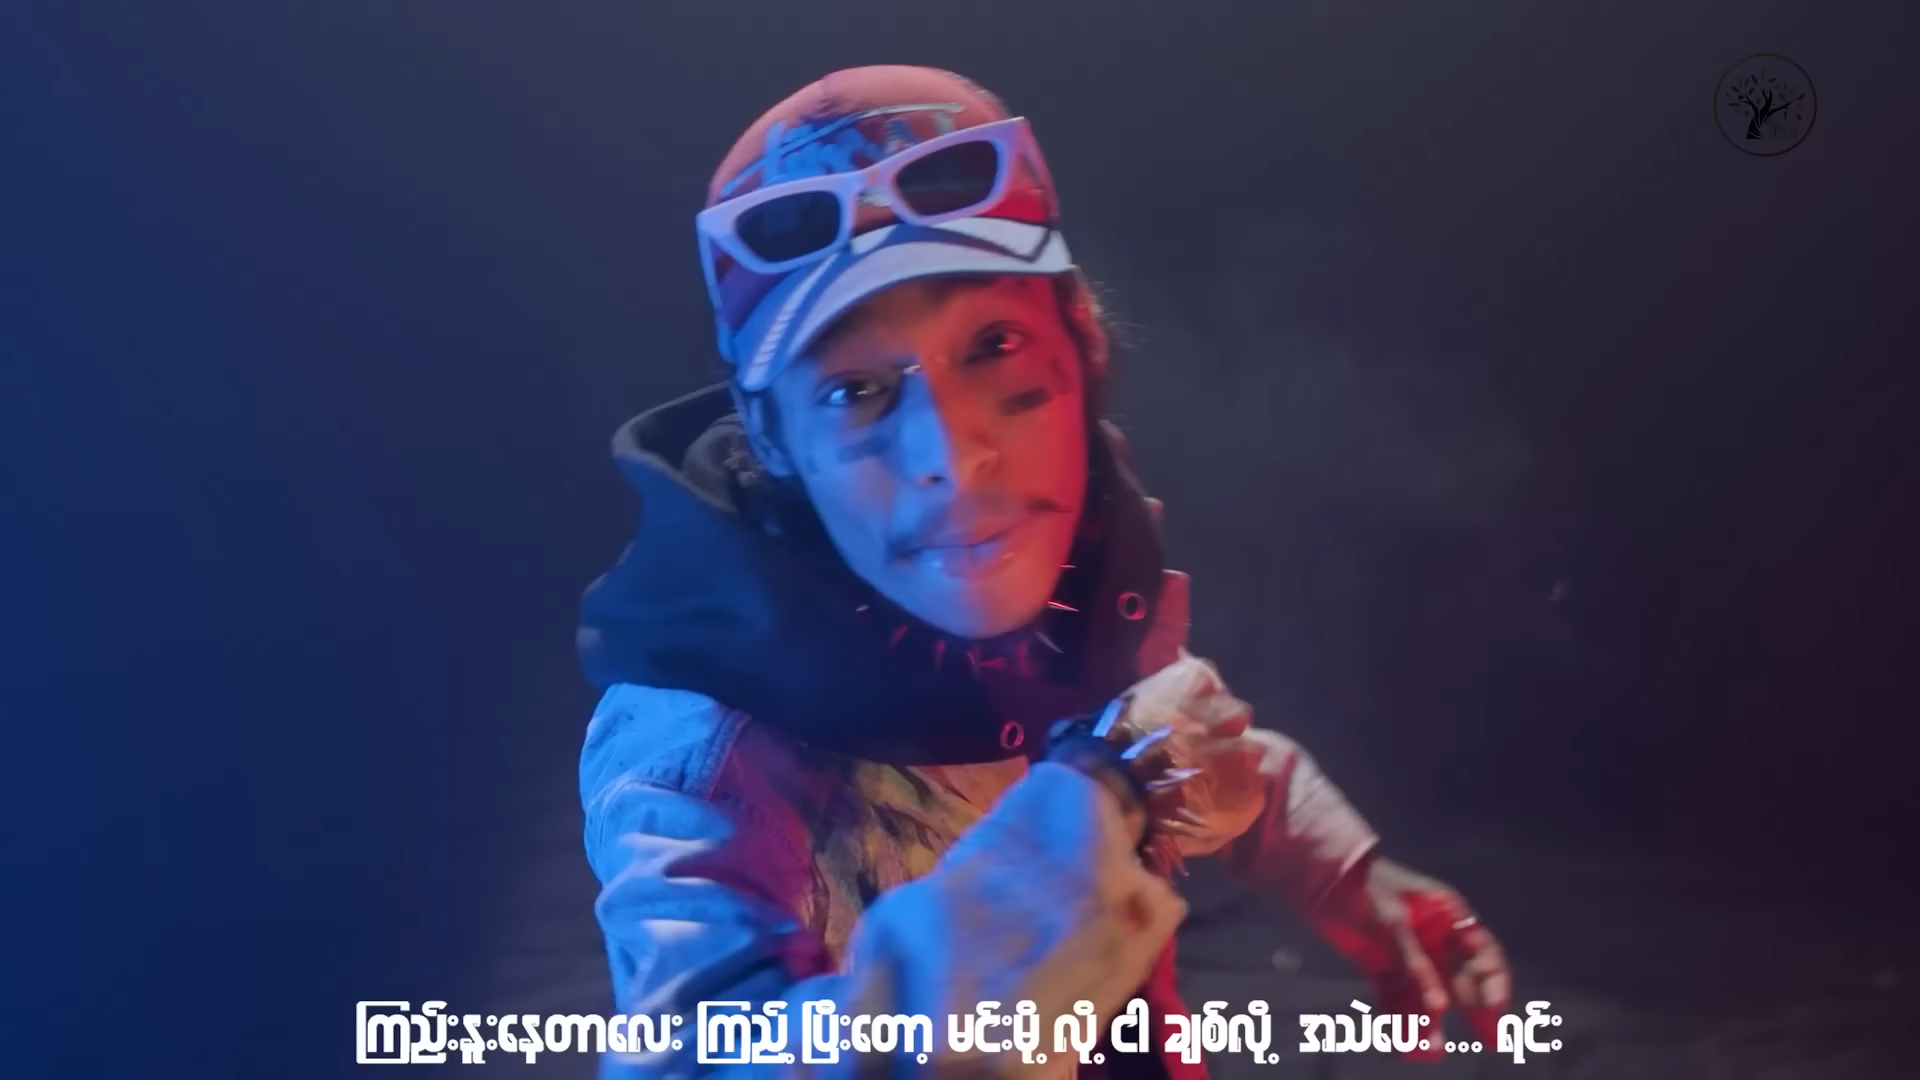 ကြည်းနူးနေတာလေး ကြည့် ပြီးတော့ မင်းမို့ လို့ ငါ ချစ်လို့ အသဲပေး ... ရင်း